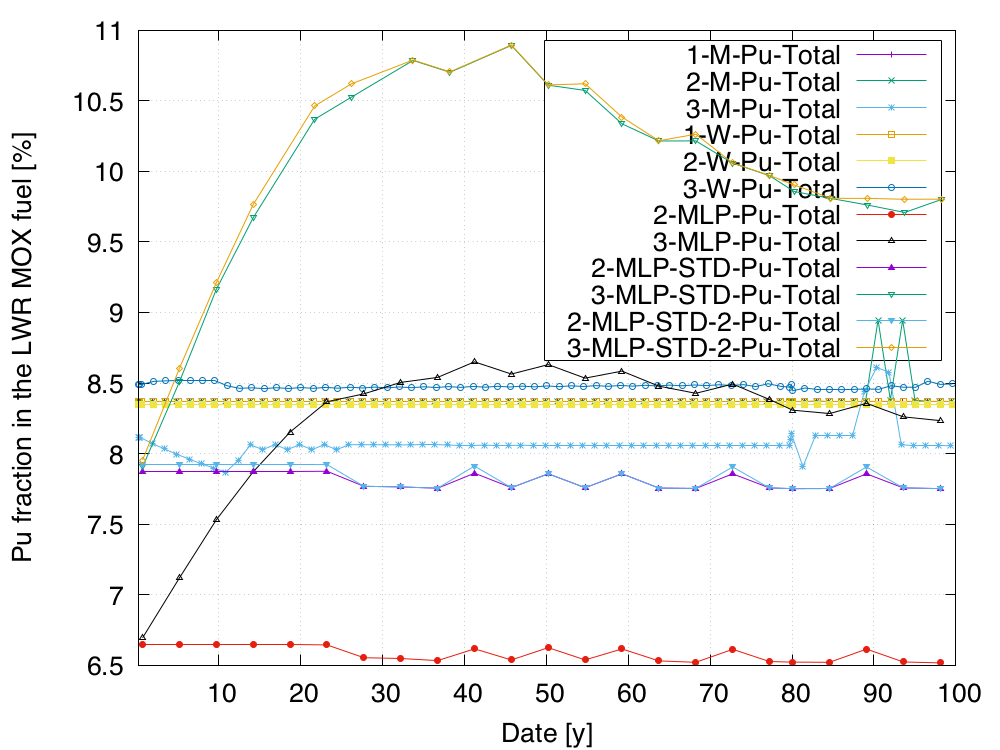 11
10.5
10
9.5
9
8.5
8
7.5
7
6.5
Pu fraction in the LWR MOX fuel [%]
1-M-Pu-Total
2-M-Pu-Total
3-M-Pu-Total
1-W-Pu-Total
2-W-Pu-Total
3-W-Pu-Total
2-MLP-Pu-Total
3-MLP-Pu-Total
2-MLP-STD-Pu-Total
3-MLP-STD-Pu-Total
2-MLP-STD-2-Pu-Total
3-MLP-STD-2-Pu-Total
10 20 30 40 50 60 70 80 90 100
Date [y]